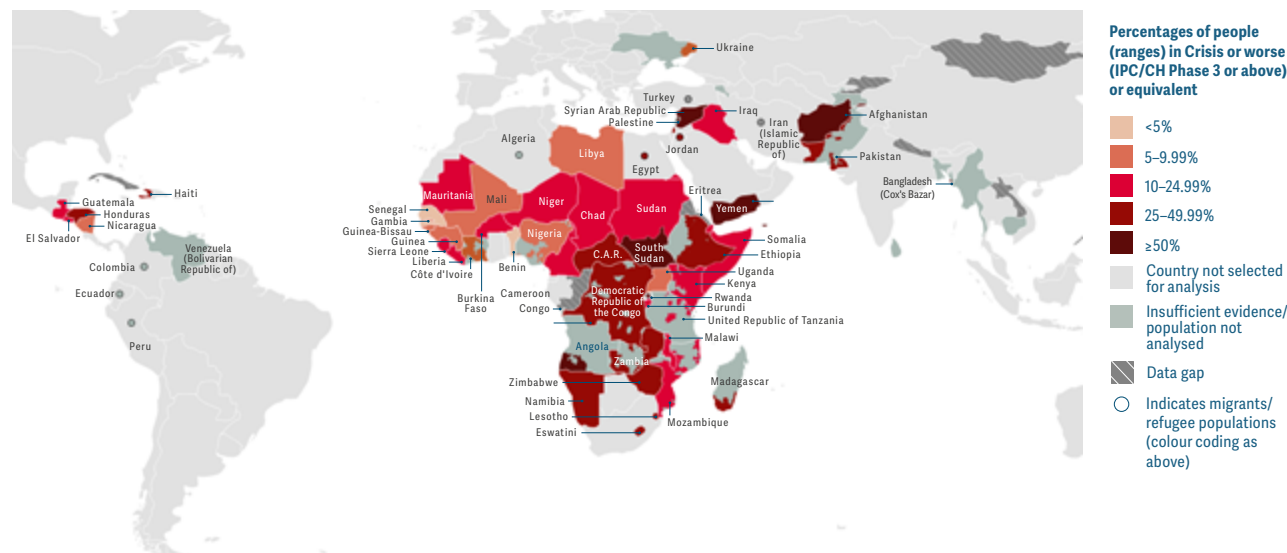 Percentages of people
(ranges) in Crisis or worse
(IPC/CH Phase 3 or above)
or equivalent
<5%
5–9.99%
10–24.99%
25–49.99%
≥50%
Country not selected
for analysis
Insufficient evidence/
population not
analysed
Data gap
Indicates migrants/
refugee populations
(colour coding as
above)
Ukraine
Turkey
Syrian Arab Republic
Palestine
Iraq
Iran
(Islamic
Republic
of)
Afghanistan
Algeria
Libya
Egypt
Jordan
Pakistan
Bangladesh
(Cox's Bazar)
Haiti
Guatemala
Honduras
Nicaragua
El Salvador
Venezuela
(Bolivarian
Republic of)
Colombia
Ecuador
Peru
Mauritania
Mali
Niger
Chad
Sudan
Eritrea
Yemen
Senegal
Gambia
Guinea-Bissau
Guinea
Sierra Leone
Liberia
Côte d'Ivoire
Burkina
Faso
Benin
Nigeria
Cameroon
Congo
C.A.R.
South
Sudan
Somalia
Ethiopia
Uganda
Kenya
Rwanda
Burundi
Democratic
Republic of
the Congo
United Republic of Tanzania
Malawi
Angola
Zambia
Zimbabwe
Namibia
Lesotho
Eswatini
Mozambique
Madagascar